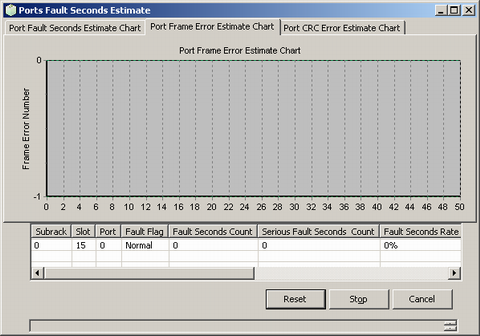 Ports Fault Seconds Estimate
Port Fault Seconds Estimate Chart Port Frame Error Estimate Chart Port CRC Error Estimate Chart
Port Frame Error Estimate Chart
0
Frame Error Number
-1
0 2 4 6 8 10 12 14 16 18 20 22 24 26 28 30 32 34 36 38 40 42 44 46 48 50
Subrack Slot Port Fault Flag Fault Seconds Count Serious Fault Seconds Count Fault Seconds Rate
0 15 0 Normal 0 0 0%
Reset Stop Cancel